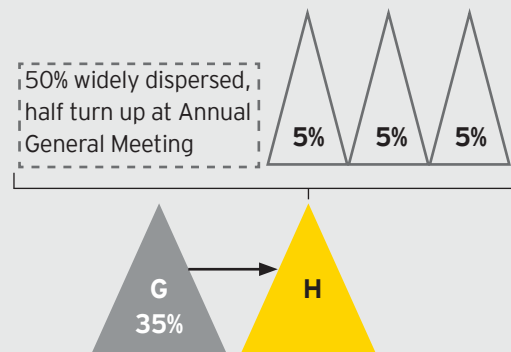 50% widely dispersed,
half turn up at Annual
General Meeting
5%
5%
5%
G
35%
H